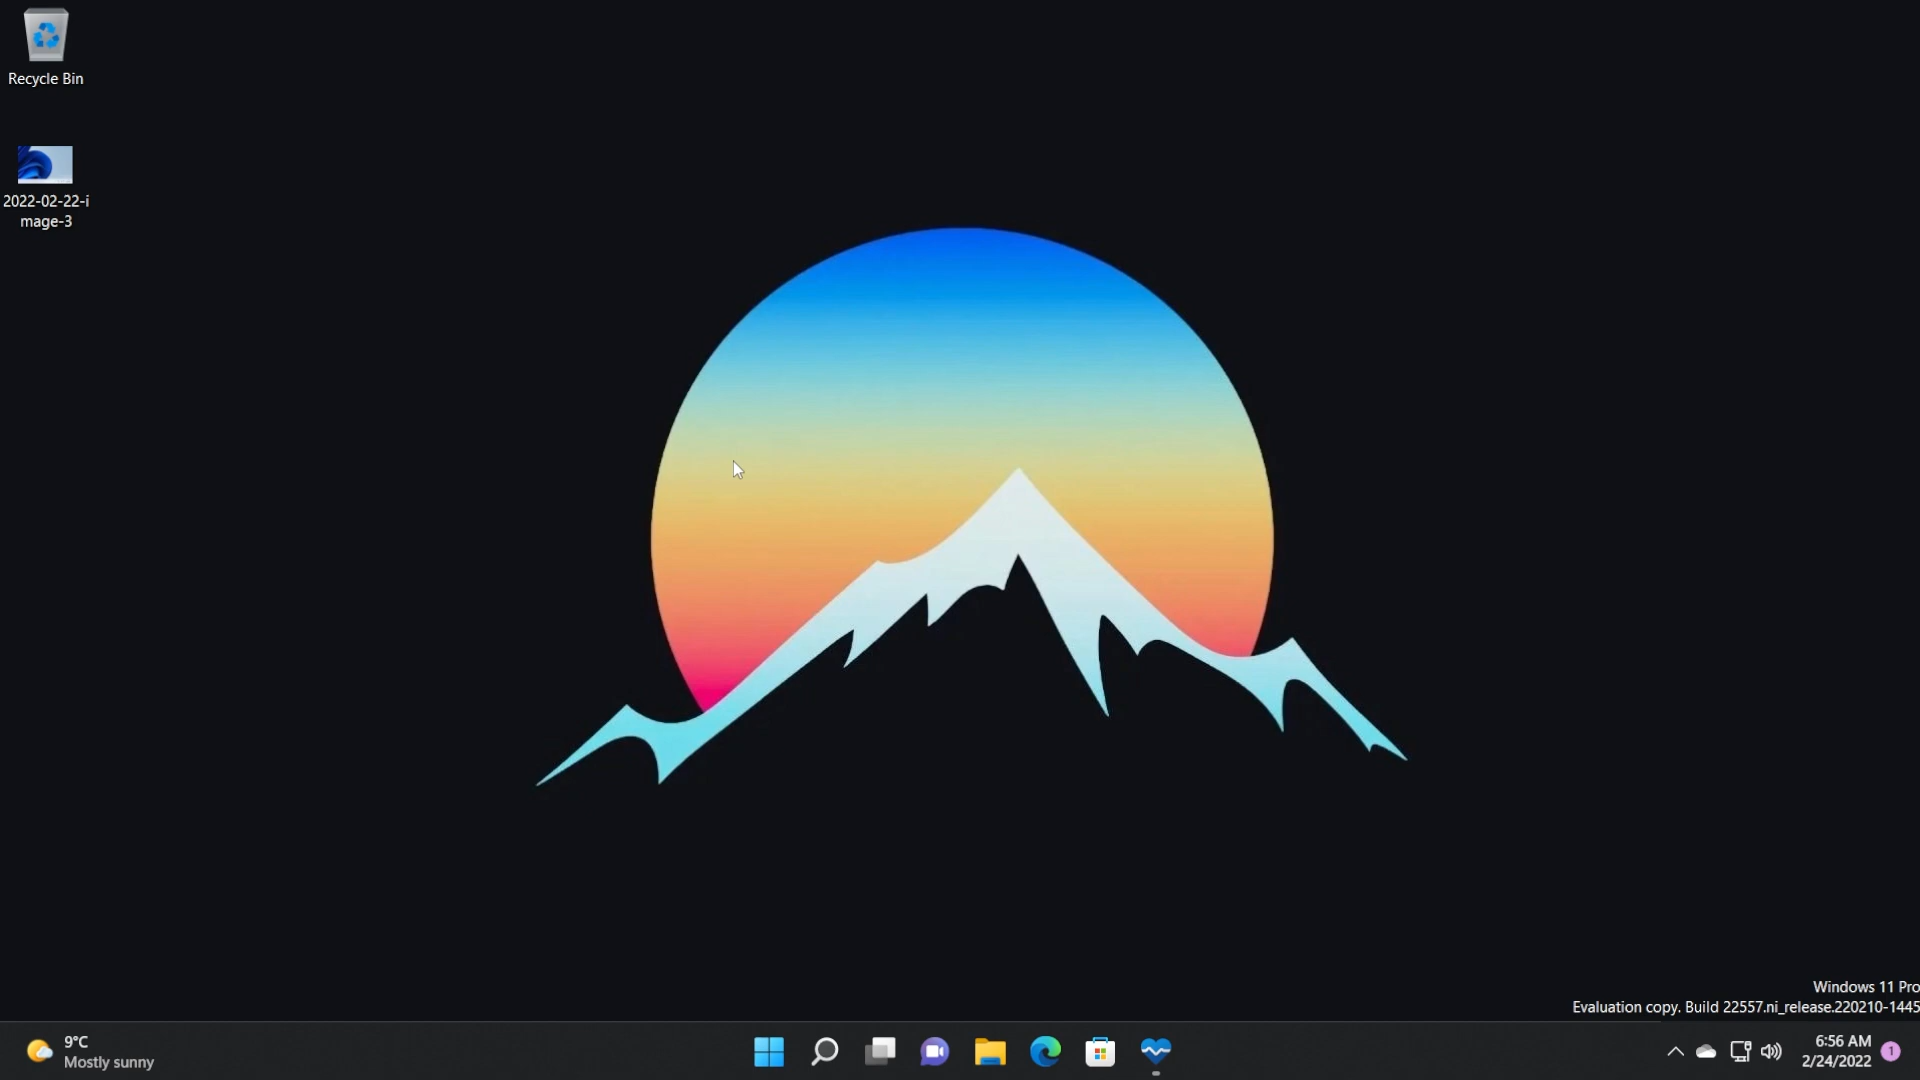 Recycle Bin
2022-02-22-i
mage-3
Windows 11 Pro
Evaluation copy. Build 22557.ni_release.220210-1445
9°C
Mostly sunny
6:56 AM
2/24/2022
1